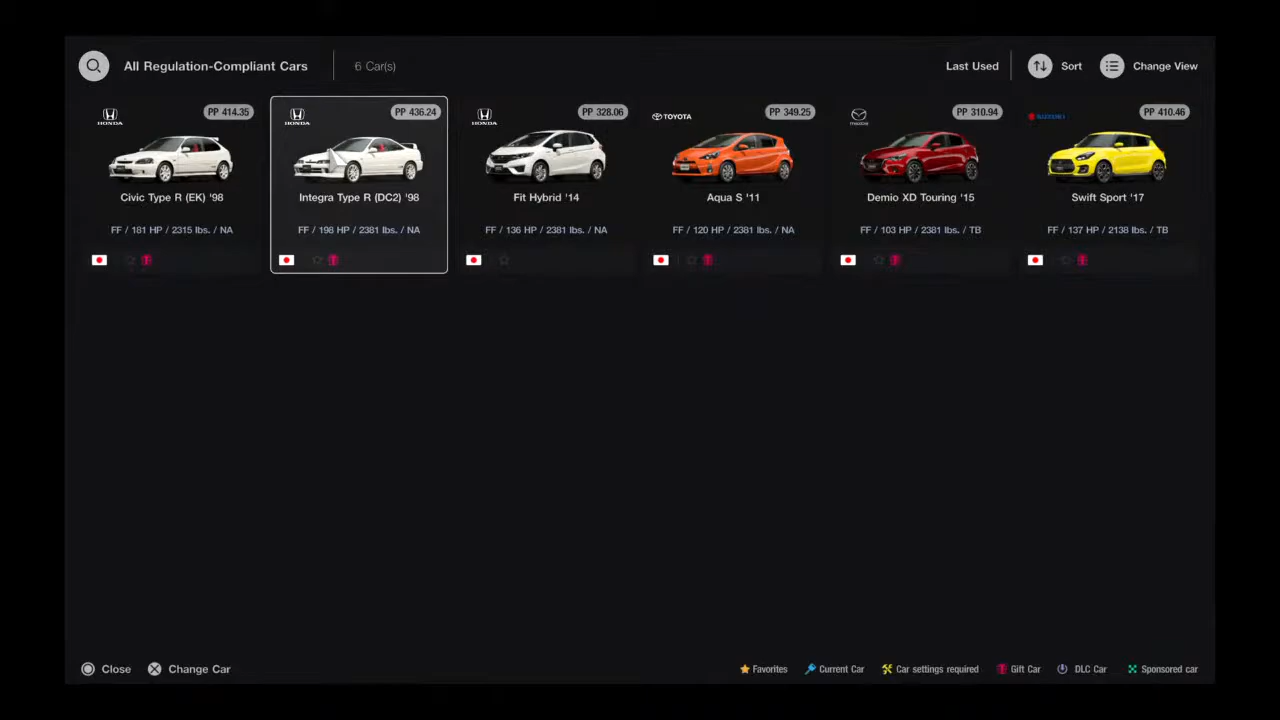 All Regulation-Compliant Cars
6 Car(s)
Last Used
Sort
Change View
HONDA
PP 414.35
Civic Type R (EK) '98
FF / 181 HP / 2315 lbs. / NA
HONDA
PP 436.24
Integra Type R (DC2) '98
FF / 198 HP / 2381 lbs. / NA
HONDA
PP 328.06
Fit Hybrid '14
FF / 136 HP / 2381 lbs. / NA
TOYOTA
PP 349.25
Aqua S '11
FF / 120 HP / 2381 lbs. / NA
mazda
PP 310.94
Demio XD Touring '15
FF / 103 HP / 2381 lbs. / TB
SUZUKI
PP 410.46
Swift Sport '17
FF / 137 HP / 2138 lbs. / TB
Close
Change Car
Favorites
Current Car
Car settings required
Gift Car
DLC Car
Sponsored car